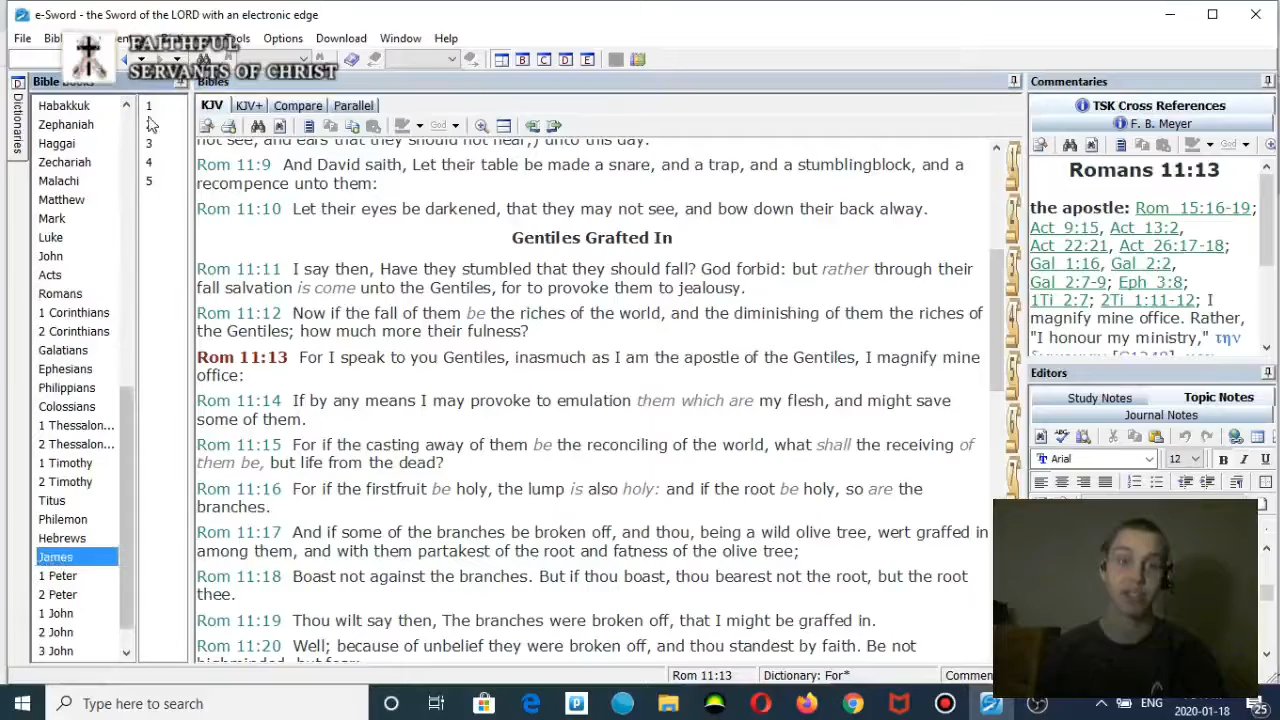 e-Sword - the Sword of the LORD with an electronic edge
File Options Download Window Help
FAITHFUL
SERVANTS OF CHRIST
Dictionaries
Bibles
Habakkuk
Zephaniah
Haggai
Zechariah
Malachi
Matthew
Mark
Luke
John
Acts
Romans
1 Corinthians
2 Corinthians
Galatians
Ephesians
Philippians
Colossians
1 Thessalon...
2 Thessalon...
1 Timothy
2 Timothy
Titus
Philemon
Hebrews
James
1 Peter
2 Peter
1 John
2 John
3 John
1
3
4
5
KJV KJV+ Compare Parallel
not see, and ears that they should not hear;) unto this day.
Rom 11:9 And David saith, Let their table be made a snare, and a trap, and a stumblingblock, and a
recompence unto them:
Rom 11:10 Let their eyes be darkened, that they may not see, and bow down their back alway.
Gentiles Grafted In
Rom 11:11 I say then, Have they stumbled that they should fall? God forbid: but rather through their
fall salvation is come unto the Gentiles, for to provoke them to jealousy.
Rom 11:12 Now if the fall of them be the riches of the world, and the diminishing of them the riches of
the Gentiles; how much more their fulness?
Rom 11:13 For I speak to you Gentiles, inasmuch as I am the apostle of the Gentiles, I magnify mine
office:
Rom 11:14 If by any means I may provoke to emulation them which are my flesh, and might save
some of them.
Rom 11:15 For if the casting away of them be the reconciling of the world, what shall the receiving of
them be, but life from the dead?
Rom 11:16 For if the firstfruit be holy, the lump is also holy: and if the root be holy, so are the
branches.
Rom 11:17 And if some of the branches be broken off, and thou, being a wild olive tree, wert graffed in
among them, and with them partakest of the root and fatness of the olive tree;
Rom 11:18 Boast not against the branches. But if thou boast, thou bearest not the root, but the root
thee.
Rom 11:19 Thou wilt say then, The branches were broken off, that I might be graffed in.
Rom 11:20 Well; because of unbelief they were broken off, and thou standest by faith. Be not
highminded, but fear:
Commentaries
TSK Cross References
F. B. Meyer
Romans 11:13
the apostle: Rom 15:16-19;
Act 9:15, Act 13:2,
Act 22:21, Act 26:17-18;
Gal 1:16, Gal 2:2;
Gal 2:7-9; Eph 3:8;
1Ti 2:7; 2Ti 1:11-12; I
magnify mine office. Rather,
"I honour my ministry," την
Editors
Study Notes Topic Notes
Journal Notes
Arial 12 B I U
Rom 11:13 Dictionary: For* Commen
Type here to search
ENG
2020-01-18
25